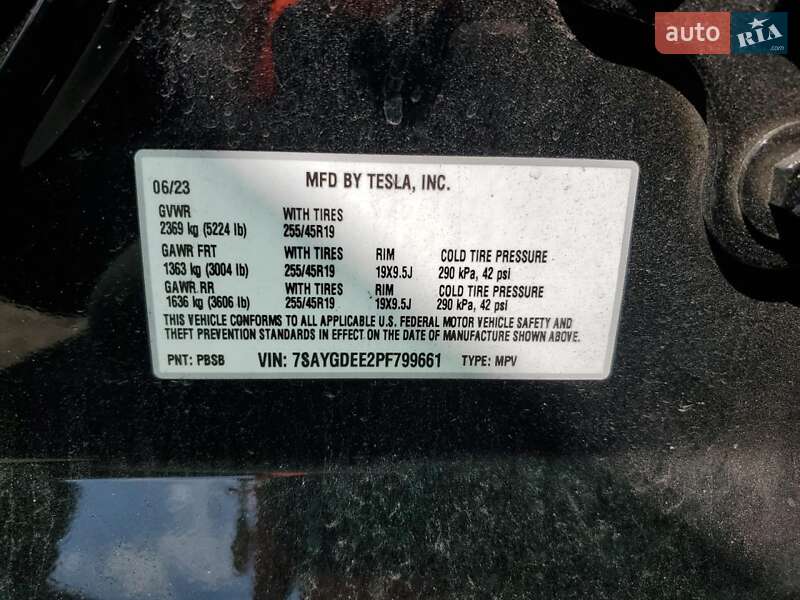 auto RIA .com
06/23 MFD BY TESLA, INC.
GVWR WITH TIRES
2369 kg (5224 lb) 255/45R19
GAWR FRT WITH TIRES RIM COLD TIRE PRESSURE
1363 kg (3004 lb) 255/45R19 19X9.5J 290 kPa, 42 psi
GAWR RR WITH TIRES RIM COLD TIRE PRESSURE
1636 kg (3606 lb) 255/45R19 19X9.5J 290 kPa, 42 psi
THIS VEHICLE CONFORMS TO ALL APPLICABLE U.S. FEDERAL MOTOR VEHICLE SAFETY AND
THEFT PREVENTION STANDARDS IN EFFECT ON THE DATE OF MANUFACTURE SHOWN ABOVE.
PNT: PBSB VIN: 7SAYGDEE2PF799661 TYPE: MPV